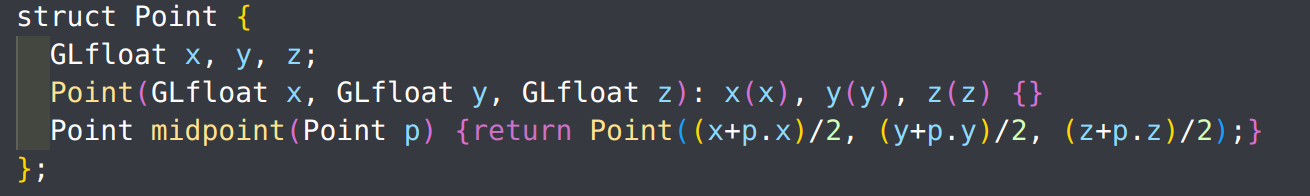 struct Point {
GLfloat x, y, z;
Point(GLfloat x, GLfloat y, GLfloat z): x(x), y(y), z(z) {}
Point midpoint(Point p) {return Point((x+p.x)/2, (y+p.y)/2, (z+p.z)/2);}
};